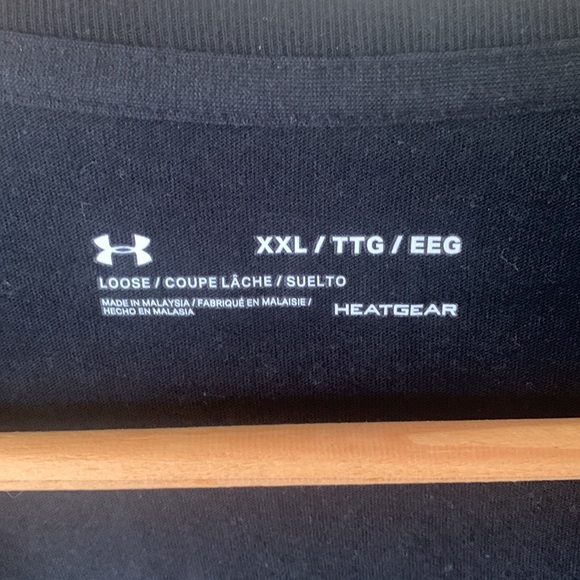 XXL / TTG / EEG
LOOSE / COUPE LÂCHE / SUELTO
MADE IN MALAYSIA / FABRIQUÉ EN MALAISIE /
HECHO EN MALASIA
HEATGEAR